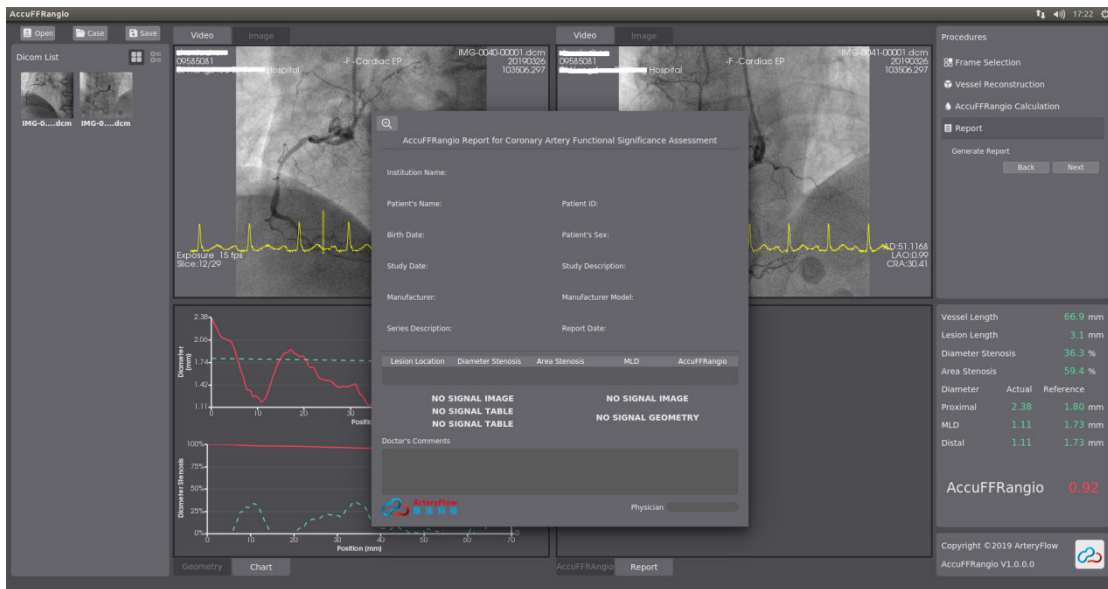 AccuFFRangio
17:22
Open
Case
Save
Dicom List
IMG-0....dcm
IMG-0....dcm
Video
Image
09585081
Hospital
-F-Cardiac EP
IMG-0040-00001.dcm
20190326
103506.297
Exposure 15 fps
Slice:12/29
Video
Image
09585081
Hospital
-F-Cardiac EP
IMG-0041-00001.dcm
20190326
103506.297
LAO:0.99
CRA:30.41
AccuFFRangio Report for Coronary Artery Functional Significance Assessment
Institution Name:
Patient's Name:
Patient ID:
Birth Date:
Patient's Sex:
Study Date:
Study Description:
Manufacturer:
Manufacturer Model:
Series Description:
Report Date:
Lesion Location Diameter Stenosis Area Stenosis MLD AccuFFRangio
NO SIGNAL IMAGE
NO SIGNAL TABLE
NO SIGNAL TABLE
NO SIGNAL IMAGE
NO SIGNAL GEOMETRY
Doctor's Comments
ArteryFlow
脉流科技
Physician
Diameter
(mm)
2.38
2.06
1.74
1.42
1.11
0 10 20 30
Diameter Stenosis
100%
75%
50%
25%
0%
0 10 20 30 40 50 60 70
Position (mm)
Geometry
Chart
AccuFFRAngio
Report
Procedures
Frame Selection
Vessel Reconstruction
AccuFFRangio Calculation
Report
Generate Report
Back
Next
Vessel Length 66.9 mm
Lesion Length 3.1 mm
Diameter Stenosis 36.3 %
Area Stenosis 59.4 %
Diameter Actual Reference
Proximal 2.38 1.80 mm
MLD 1.11 1.73 mm
Distal 1.11 1.73 mm
AccuFFRangio 0.92
Copyright ©2019 ArteryFlow
AccuFFRangio V1.0.0.0